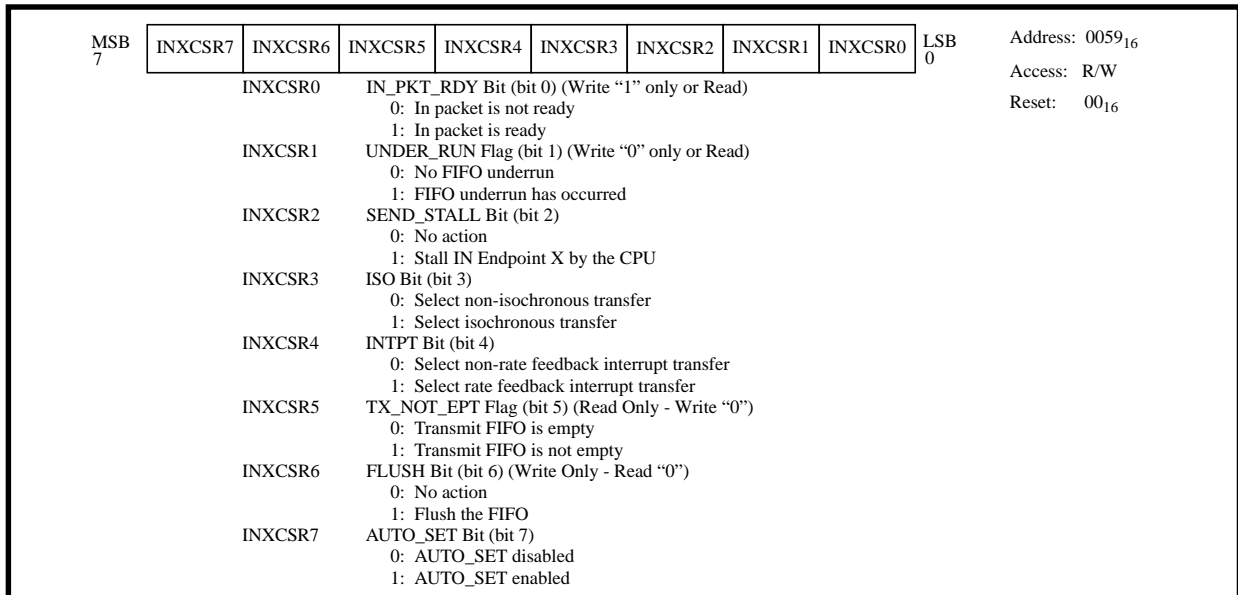 MSB 7 INXCSR7 INXCSR6 INXCSR5 INXCSR4 INXCSR3 INXCSR2 INXCSR1 INXCSR0 LSB 0
Address: 0059₁₆
Access: R/W
Reset: 00₁₆
INXCSR0 IN_PKT_RDY Bit (bit 0) (Write “1” only or Read)
0: In packet is not ready
1: In packet is ready
INXCSR1 UNDER_RUN Flag (bit 1) (Write “0” only or Read)
0: No FIFO underrun
1: FIFO underrun has occurred
INXCSR2 SEND_STALL Bit (bit 2)
0: No action
1: Stall IN Endpoint X by the CPU
INXCSR3 ISO Bit (bit 3)
0: Select non-isochronous transfer
1: Select isochronous transfer
INXCSR4 INTPT Bit (bit 4)
0: Select non-rate feedback interrupt transfer
1: Select rate feedback interrupt transfer
INXCSR5 TX_NOT_EPT Flag (bit 5) (Read Only - Write “0”)
0: Transmit FIFO is empty
1: Transmit FIFO is not empty
INXCSR6 FLUSH Bit (bit 6) (Write Only - Read “0”)
0: No action
1: Flush the FIFO
INXCSR7 AUTO_SET Bit (bit 7)
0: AUTO_SET disabled
1: AUTO_SET enabled